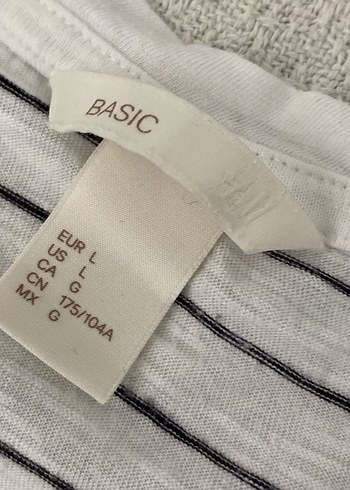 BASIC
H&M
EUR L
US L
CA G
CN 175/104A
MX G